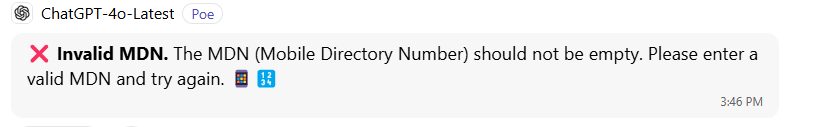 ChatGPT-4o-Latest Poe
❌ Invalid MDN. The MDN (Mobile Directory Number) should not be empty. Please enter a
valid MDN and try again. 📱 🔢
3:46 PM